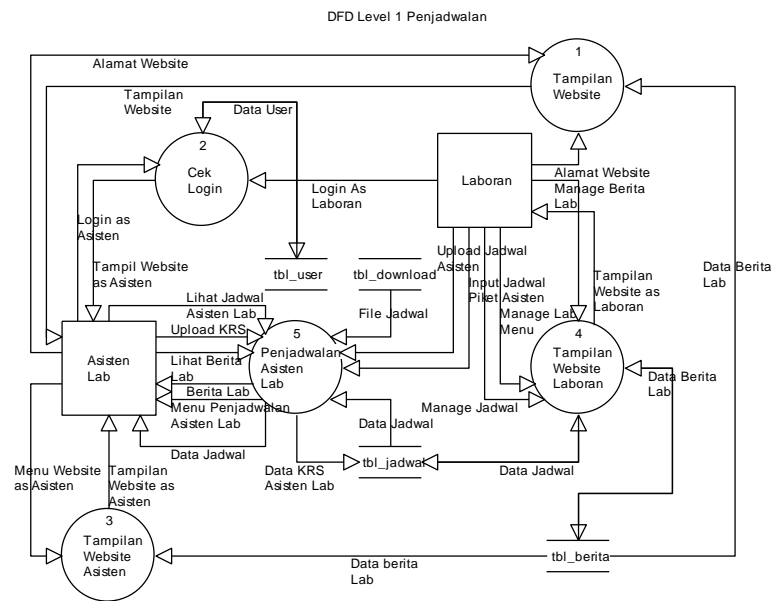 DFD Level 1 Penjadwalan
1
Tampilan
Website
Alamat Website
Tampilan
Website
Data User
2
Cek
Login
Login As
Laboran
Laboran
Alamat Website
Manage Berita
Lab
Login as
Asisten
Tampil Website
as Asisten
tbl_user
tbl_download
Upload Jadwal
Asisten
Input Jadwal
Piket Asisten
Manage Lab
Menu
Tampilan
Website as
Laboran
Data Berita
Lab
Lihat Jadwal
Asisten Lab
Upload KRS
File Jadwal
Asisten
Lab
Lihat Berita
Lab
Berita Lab
Menu Penjadwalan
Asisten Lab
5
Penjadwalan
Asisten
Lab
4
Tampilan
Website
Laboran
Data Berita
Lab
Manage Jadwal
Data Jadwal
Data Jadwal
Data KRS
Asisten Lab
tbl_jadwal
Data Jadwal
Menu Website
as Asisten
Tampilan
Website as
Asisten
3
Tampilan
Website
Asisten
Data berita
Lab
tbl_berita